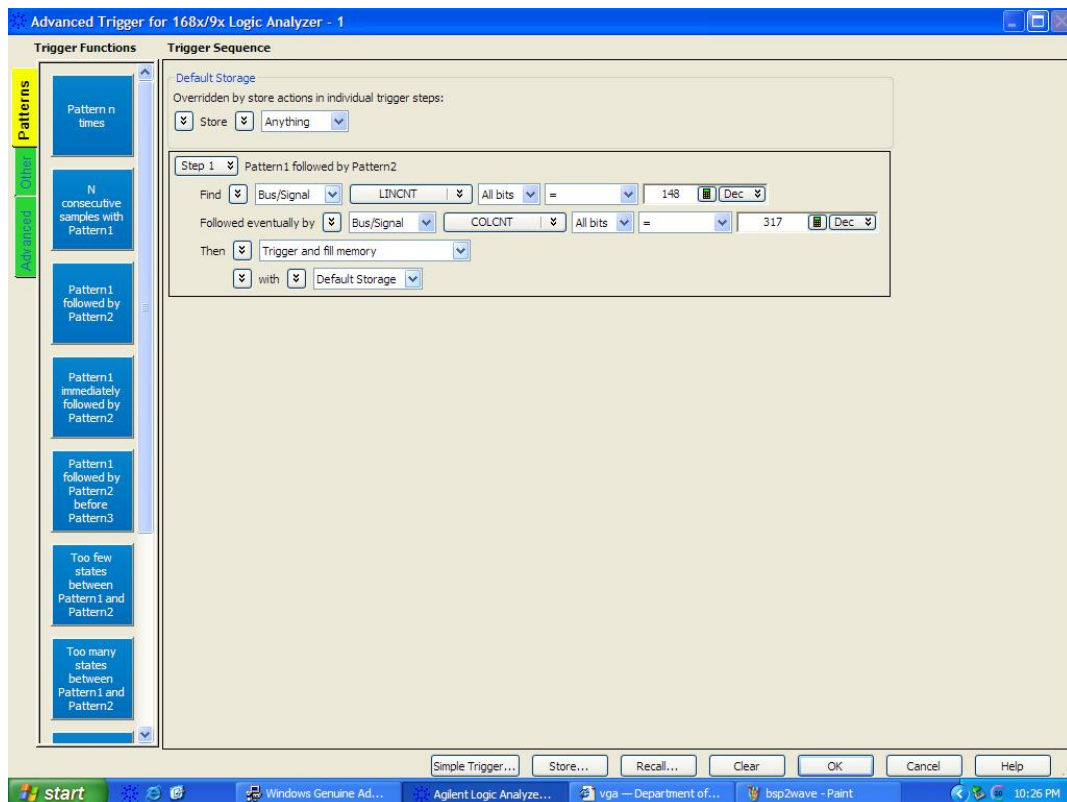 Advanced Trigger for 168x/9x Logic Analyzer - 1
Trigger Functions
Trigger Sequence
Patterns
Other
Advanced
Pattern n
times
N
consecutive
samples with
Pattern1
Pattern1
followed by
Pattern2
Pattern1
immediately
followed by
Pattern2
Pattern1
followed by
Pattern2
before
Pattern3
Too few
states
between
Pattern1 and
Pattern2
Too many
states
between
Pattern1 and
Pattern2
Default Storage
Overridden by store actions in individual trigger steps:
Store Anything
Step 1 Pattern1 followed by Pattern2
Find Bus/Signal LINCNT All bits = 148 Dec
Followed eventually by Bus/Signal COLCNT All bits = 317 Dec
Then Trigger and fill memory
with Default Storage
Simple Trigger... Store... Recall... Clear OK Cancel Help
start Windows Genuine Ad... Agilent Logic Analyze... vga — Department of... bsp2wave - Paint 10:26 PM